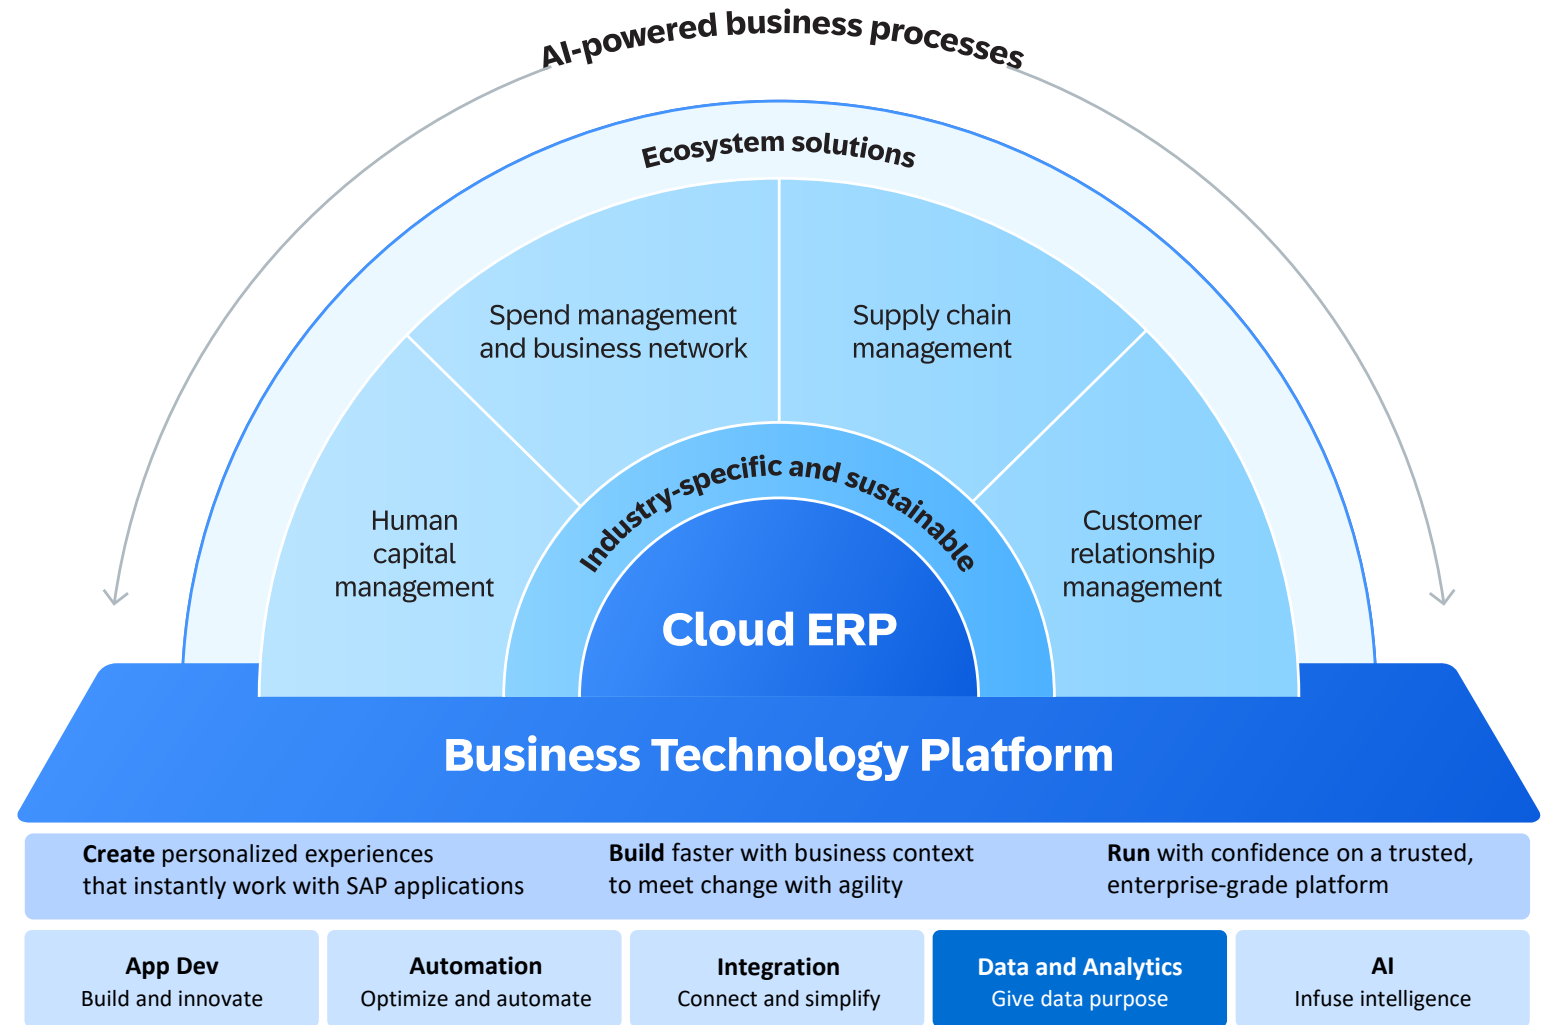 AI-powered business processes
Ecosystem solutions
Spend management
and business network
Supply chain
management
Human
capital
management
Industry-specific and sustainable
Customer
relationship
management
Cloud ERP
Business Technology Platform
Create personalized experiences
that instantly work with SAP applications
Build faster with business context
to meet change with agility
Run with confidence on a trusted,
enterprise-grade platform
App Dev
Build and innovate
Automation
Optimize and automate
Integration
Connect and simplify
Data and Analytics
Give data purpose
AI
Infuse intelligence